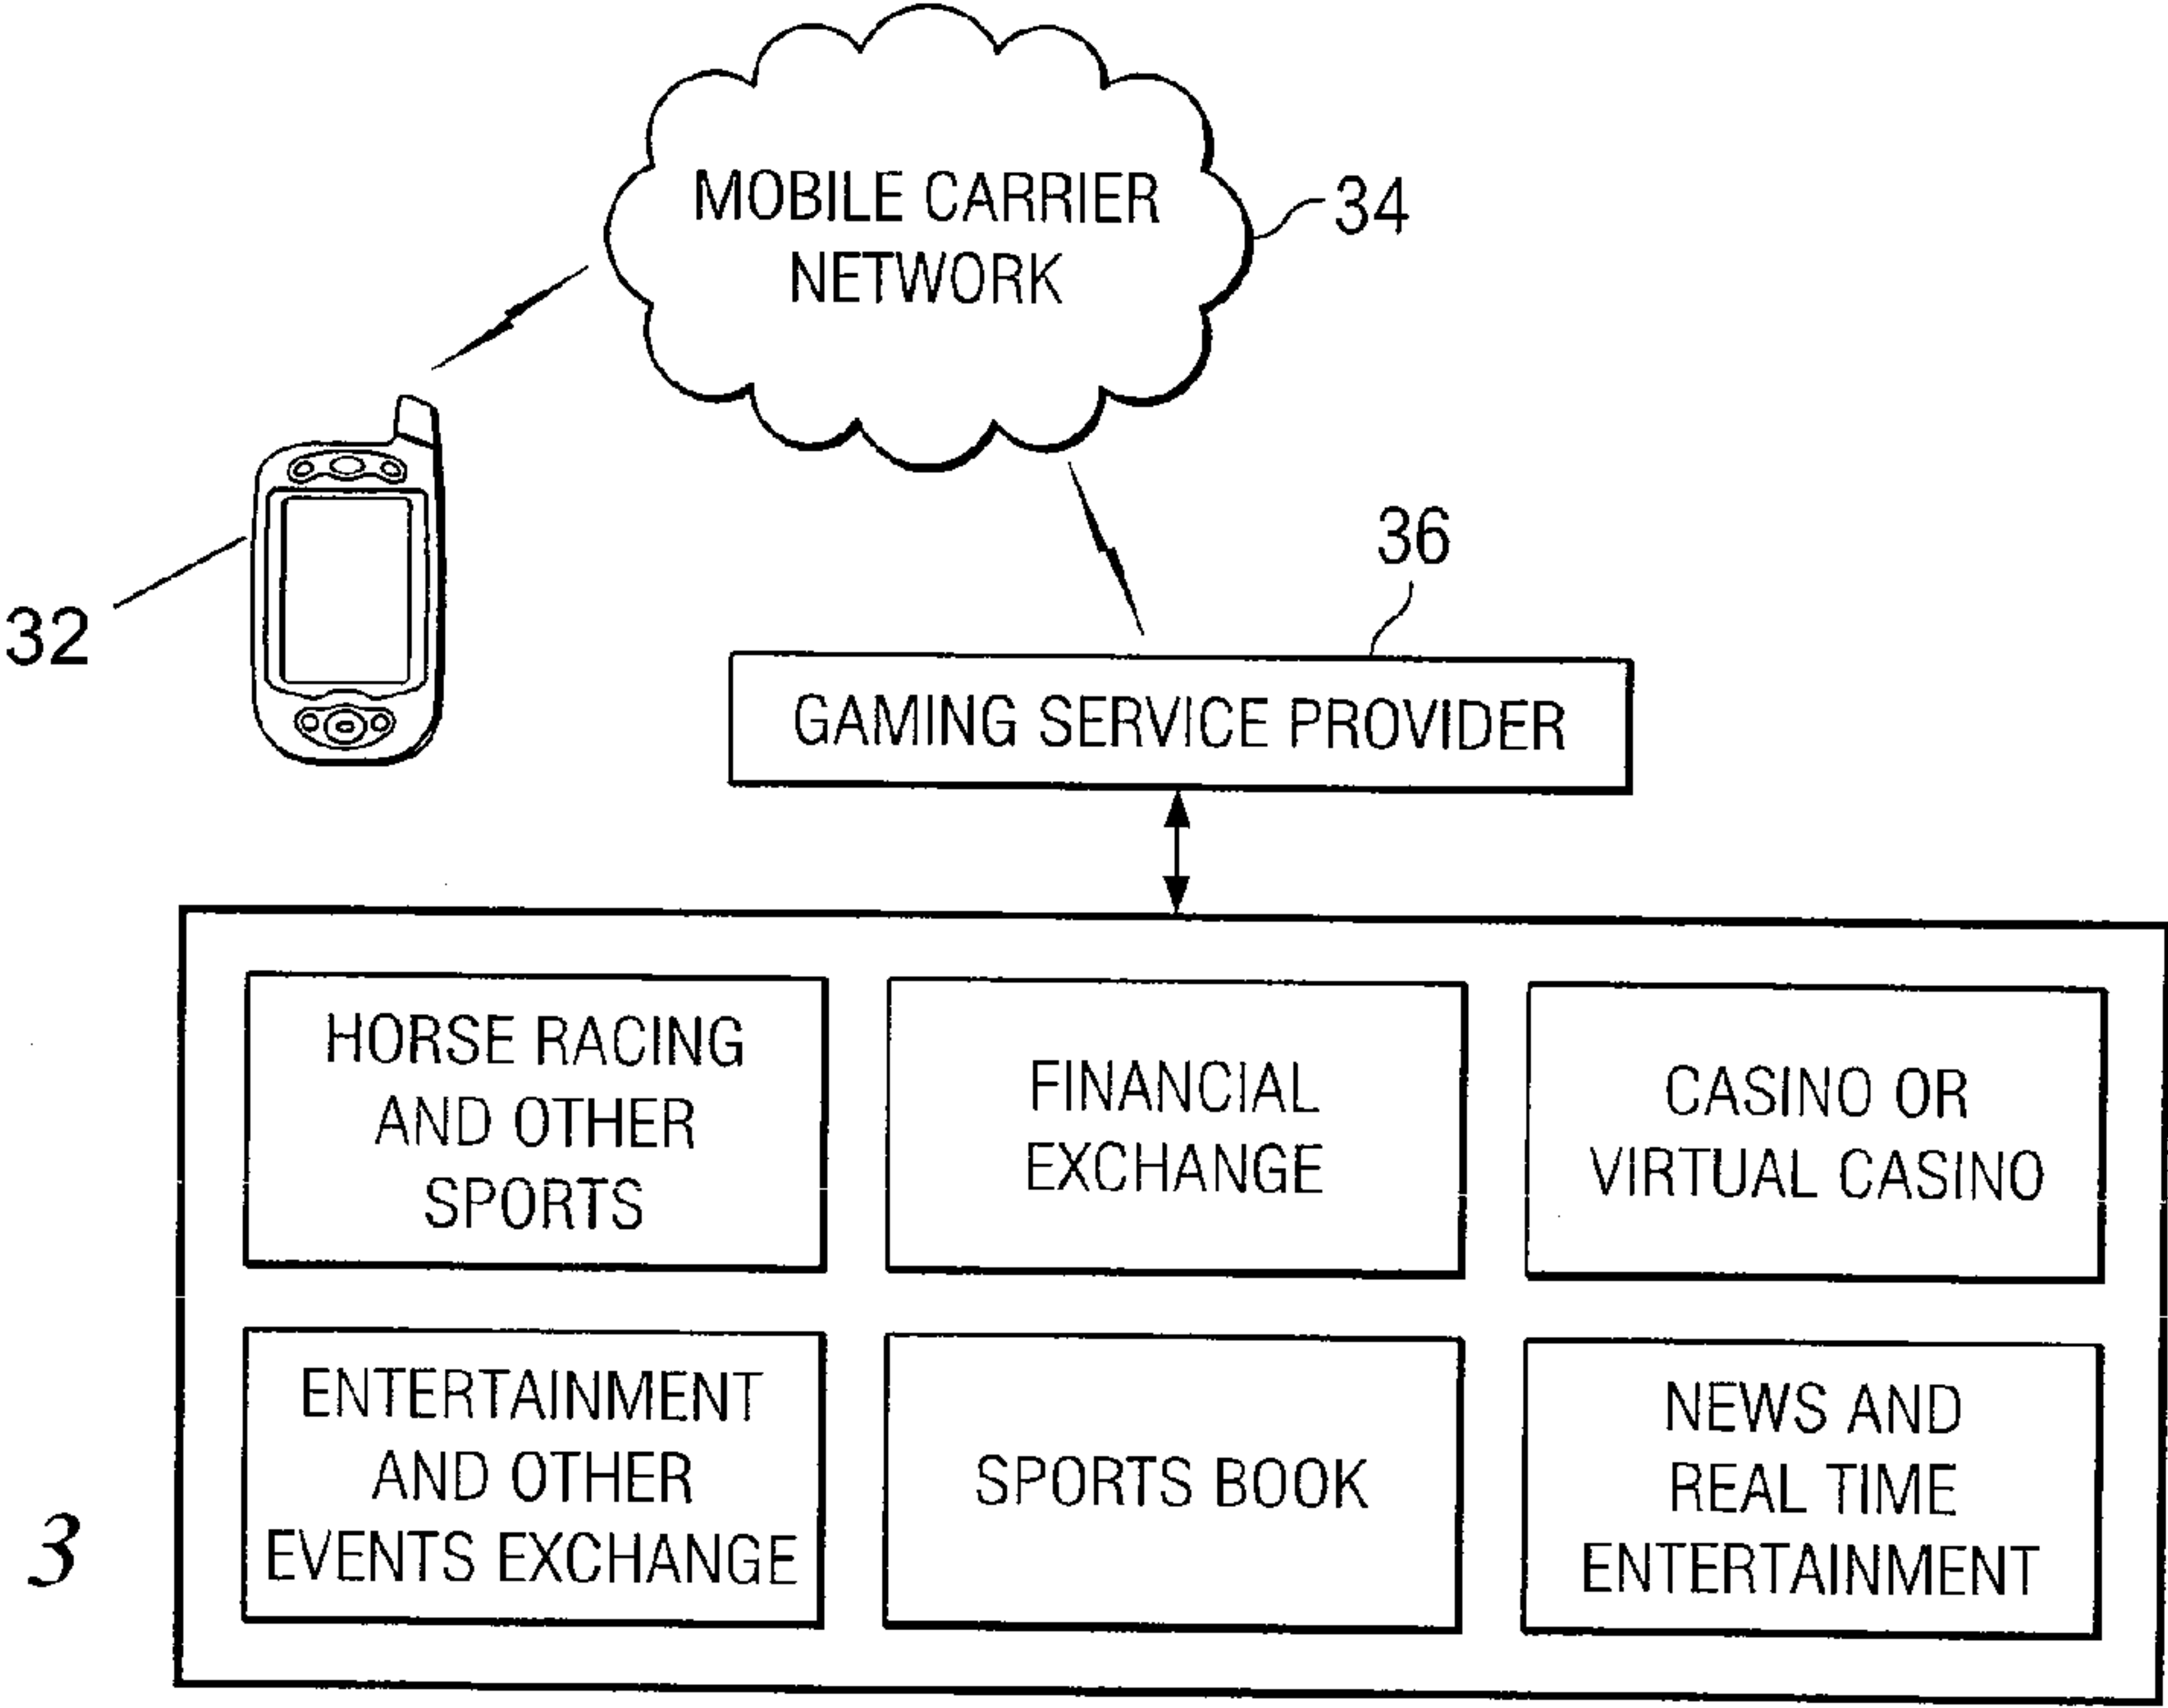 MOBILE CARRIER
NETWORK
34
32
36
GAMING SERVICE PROVIDER
HORSE RACING
AND OTHER
SPORTS
FINANCIAL
EXCHANGE
CASINO OR
VIRTUAL CASINO
ENTERTAINMENT
AND OTHER
EVENTS EXCHANGE
SPORTS BOOK
NEWS AND
REAL TIME
ENTERTAINMENT
3